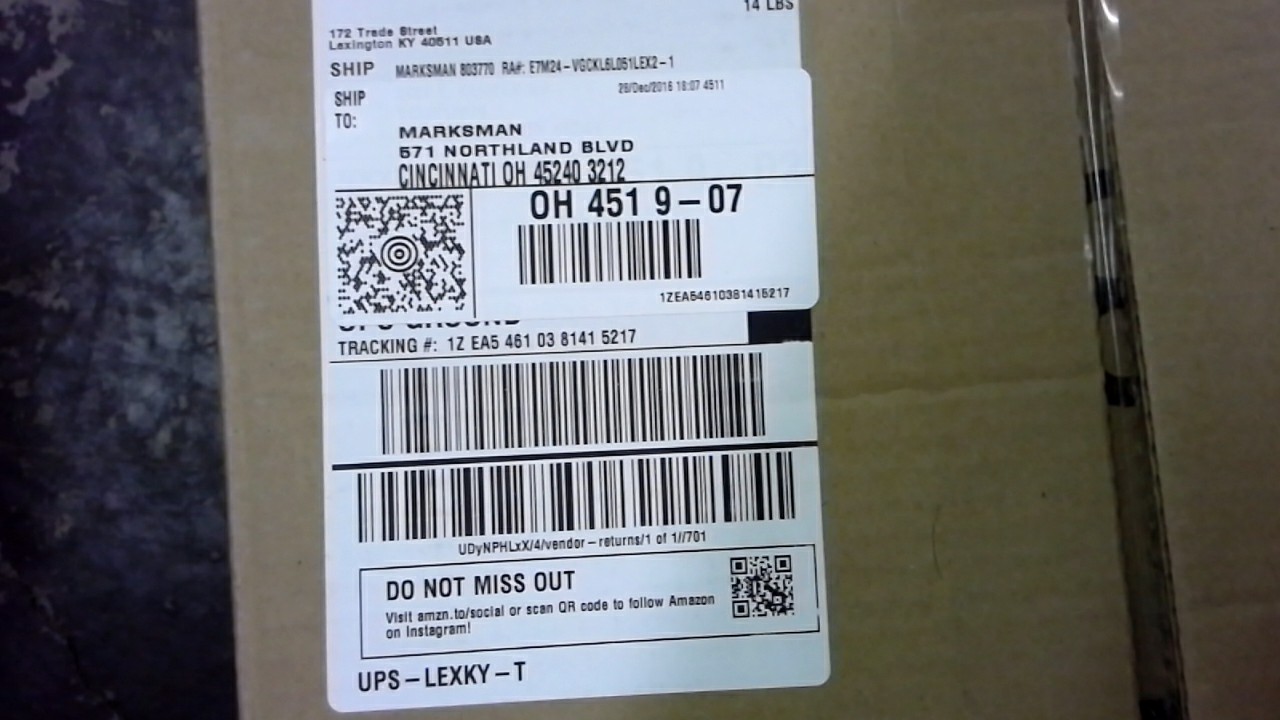 14 LBS
172 Trade Street
Lexington KY 40511 USA
SHIP MARKSMAN 803770 RA#: E7M24-VGCKL6L051LEX2-1
26/Dec/2016 18:07 4511
SHIP
TO:
MARKSMAN
571 NORTHLAND BLVD
CINCINNATI OH 45240 3212
OH 451 9-07
1ZEA54610381415217
UPS GROUND
TRACKING #: 1Z EA5 461 03 8141 5217
UDyNPHLxX/4/vendor-returns/1 of 1//701
DO NOT MISS OUT
Visit amzn.to/social or scan QR code to follow Amazon
on Instagram!
UPS-LEXKY-T